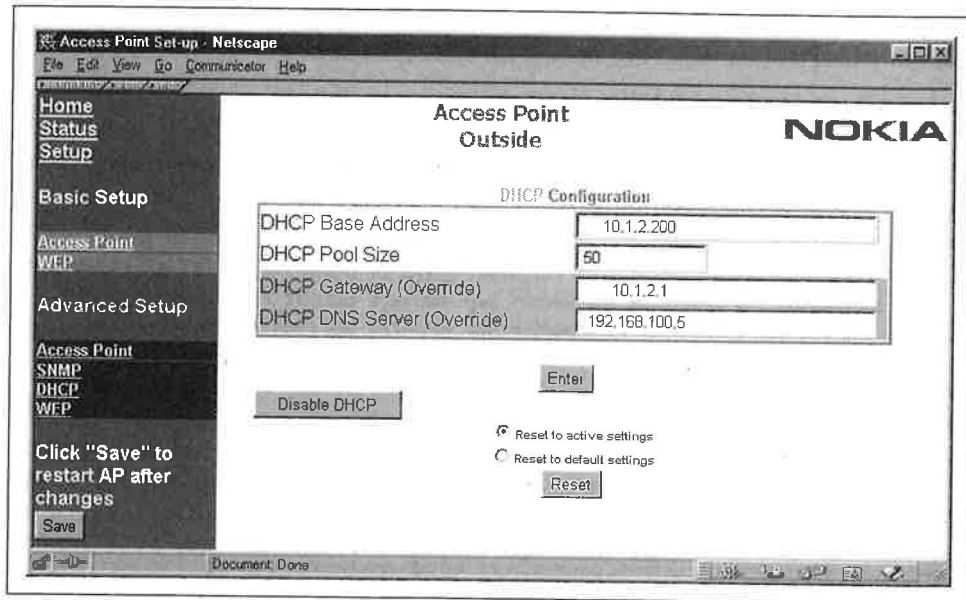 Access Point Set-up - Netscape
File Edit View Go Communicator Help
Home
Status
Setup
Basic Setup
Access Point
WEP
Advanced Setup
Access Point
SNMP
DHCP
WEP
Click "Save" to
restart AP after
changes
Save
Access Point
Outside
NOKIA
DHCP Configuration
DHCP Base Address 10.1.2.200
DHCP Pool Size 50
DHCP Gateway (Override) 10.1.2.1
DHCP DNS Server (Override) 192.168.100.5
Enter
Disable DHCP
Reset to active settings
Reset to default settings
Reset
Document: Done